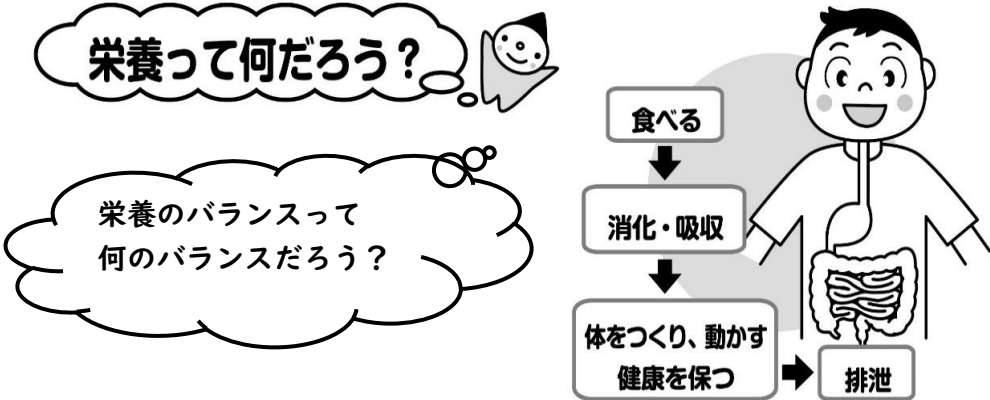 栄養って何だろう？
栄養のバランスって
何のバランスだろう？
食べる
消化・吸収
体をつくり、動かす
健康を保つ
排泄